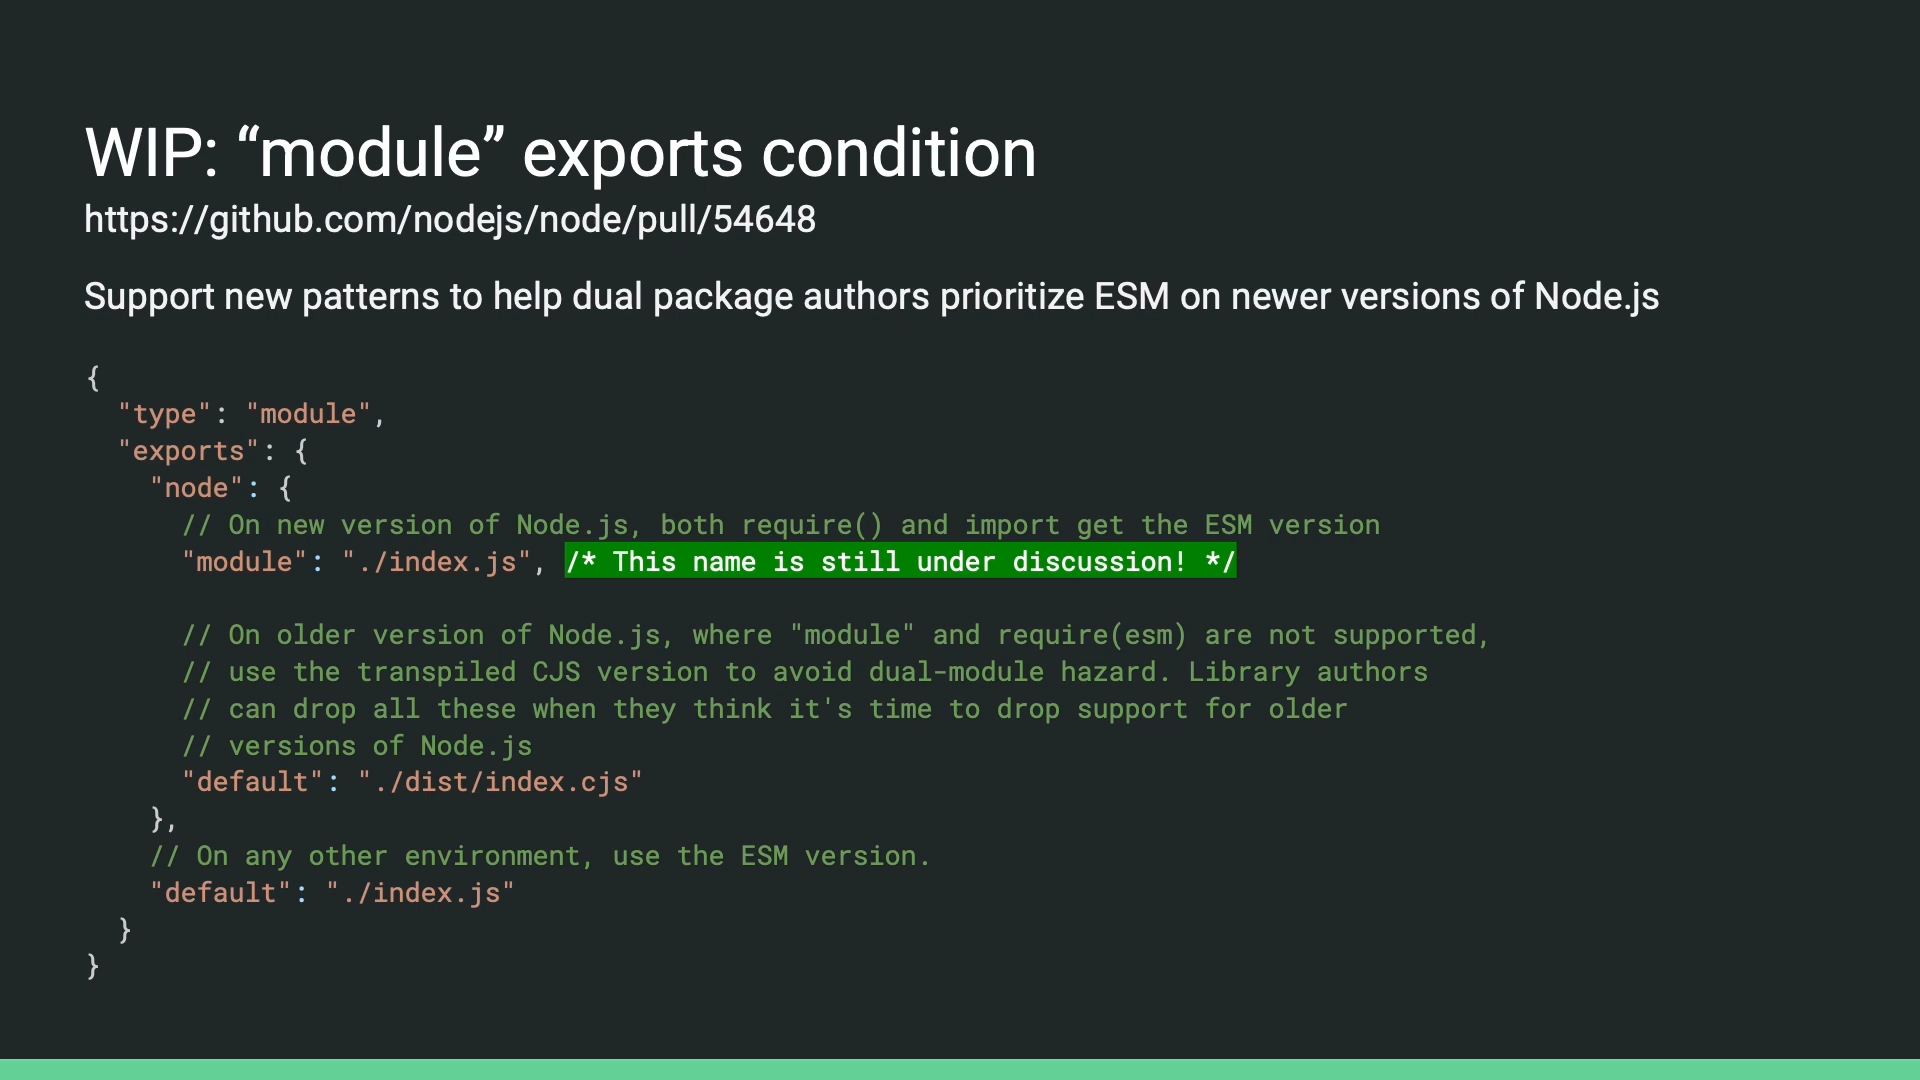 WIP: “module” exports condition
https://github.com/nodejs/node/pull/54648
Support new patterns to help dual package authors prioritize ESM on newer versions of Node.js
{
  "type": "module",
  "exports": {
    "node": {
      // On new version of Node.js, both require() and import get the ESM version
      "module": "./index.js", /* This name is still under discussion! */
      // On older version of Node.js, where "module" and require(esm) are not supported,
      // use the transpiled CJS version to avoid dual-module hazard. Library authors
      // can drop all these when they think it's time to drop support for older
      // versions of Node.js
      "default": "./dist/index.cjs"
    },
    // On any other environment, use the ESM version.
    "default": "./index.js"
  }
}